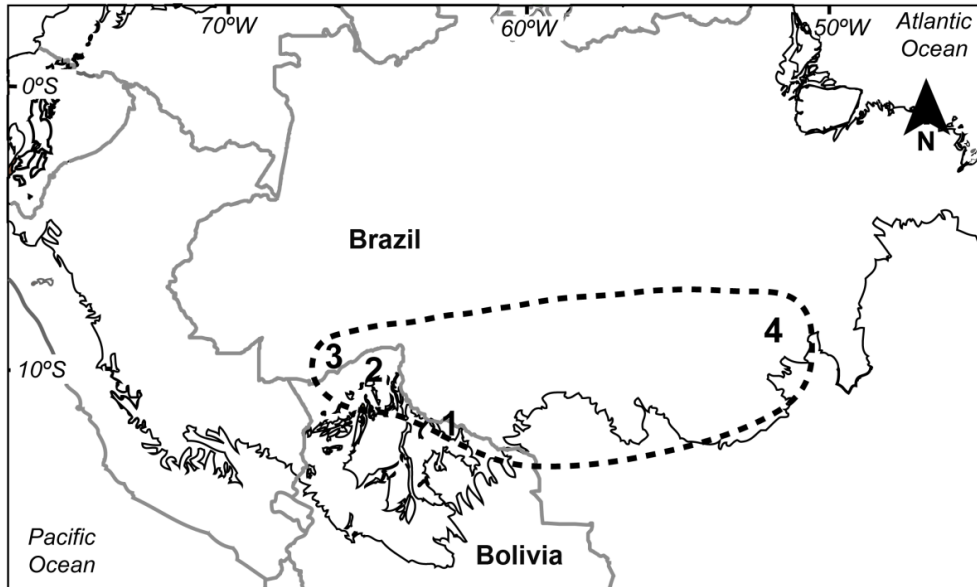 70ºW
60ºW
50ºW
Atlantic
Ocean
0ºS
N
Brazil
4
3
2
10ºS
1
Pacific
Ocean
Bolivia